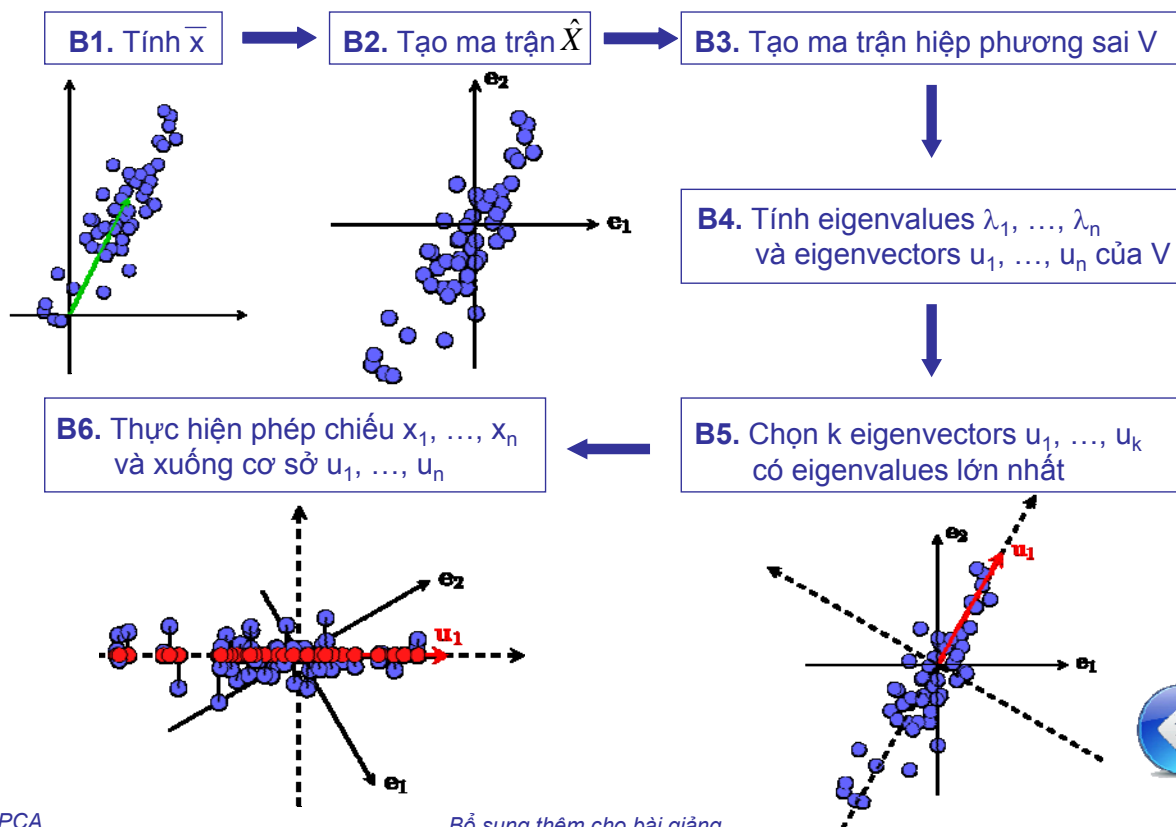 B1. Tính x̄
B2. Tạo ma trận X̂
B3. Tạo ma trận hiệp phương sai V
e₂
e₁
B4. Tính eigenvalues λ₁, …, λₙ
và eigenvectors u₁, …, uₙ của V
B6. Thực hiện phép chiếu x₁, …, xₙ
và xuống cơ sở u₁, …, uₙ
B5. Chọn k eigenvectors u₁, …, uₖ
có eigenvalues lớn nhất
e₂
u₁
e₁
e₂
u₁
e₁
PCA
Bổ sung thêm cho bài giảng